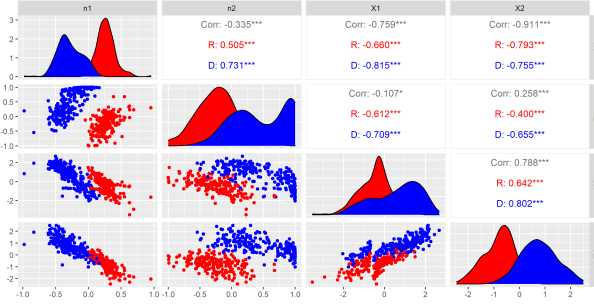 n1 n2 X1 X2
3
2
1
0
Corr: -0.335***
R: 0.505***
D: 0.731***
Corr: -0.759***
R: -0.660***
D: -0.815***
Corr: -0.911***
R: -0.793***
D: -0.755***
1.0
0.5
0.0
-0.5
-1.0
Corr: -0.107*
R: -0.612***
D: -0.709***
Corr: 0.258***
R: -0.400***
D: -0.655***
2
0
-2
Corr: 0.788***
R: 0.642***
D: 0.802***
2
1
0
-1
-2
-1.0 -0.5 0.0 0.5 1.0 -1.0 -0.5 0.0 0.5 1.0 -2 0 2 -2 -1 0 1 2